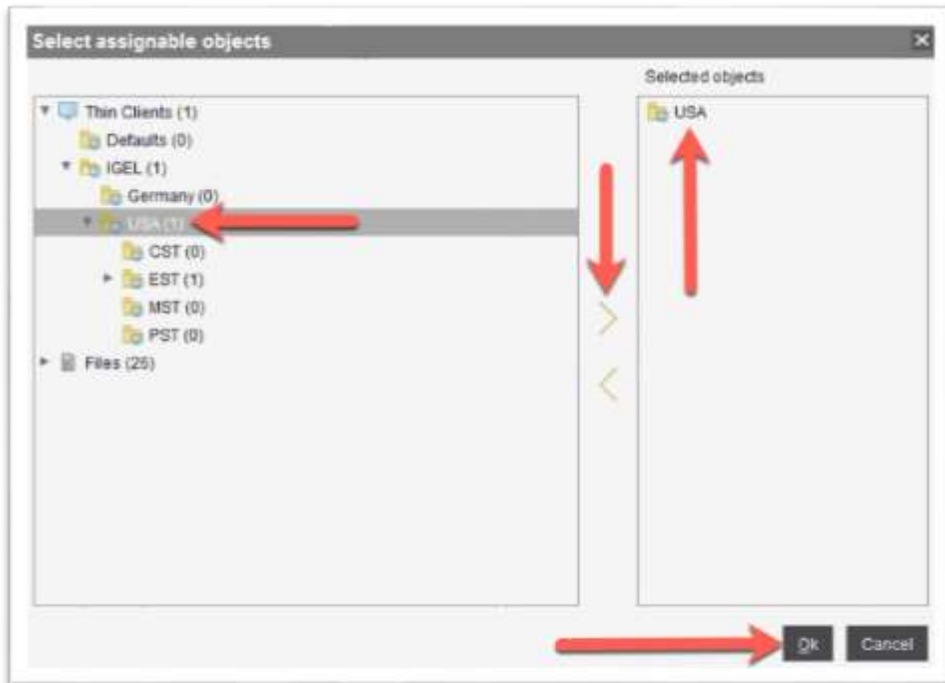 Select assignable objects
Selected objects
Thin Clients (1)
Defaults (0)
IGEL (1)
Germany (0)
USA (1)
CST (0)
EST (1)
MST (0)
PST (0)
Files (25)
USA
Ok
Cancel